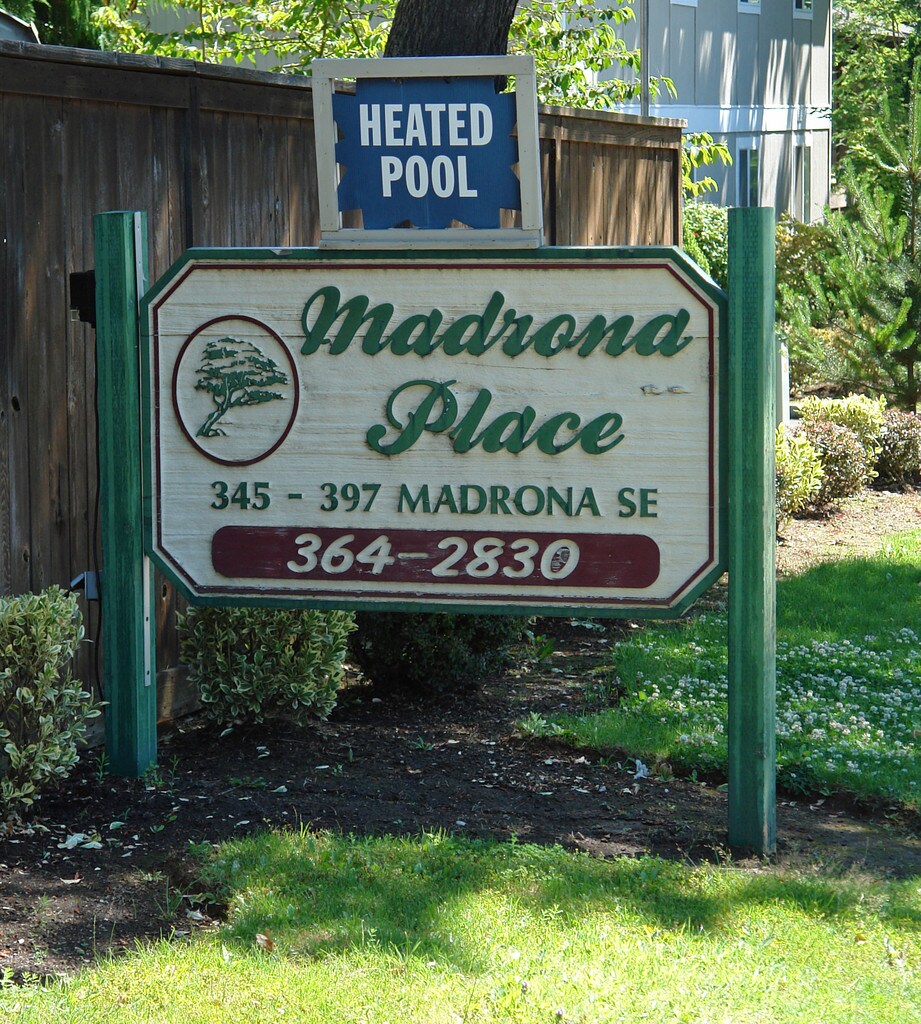 HEATED
POOL
Madrona
Place
345 - 397 MADRONA SE
364-2830